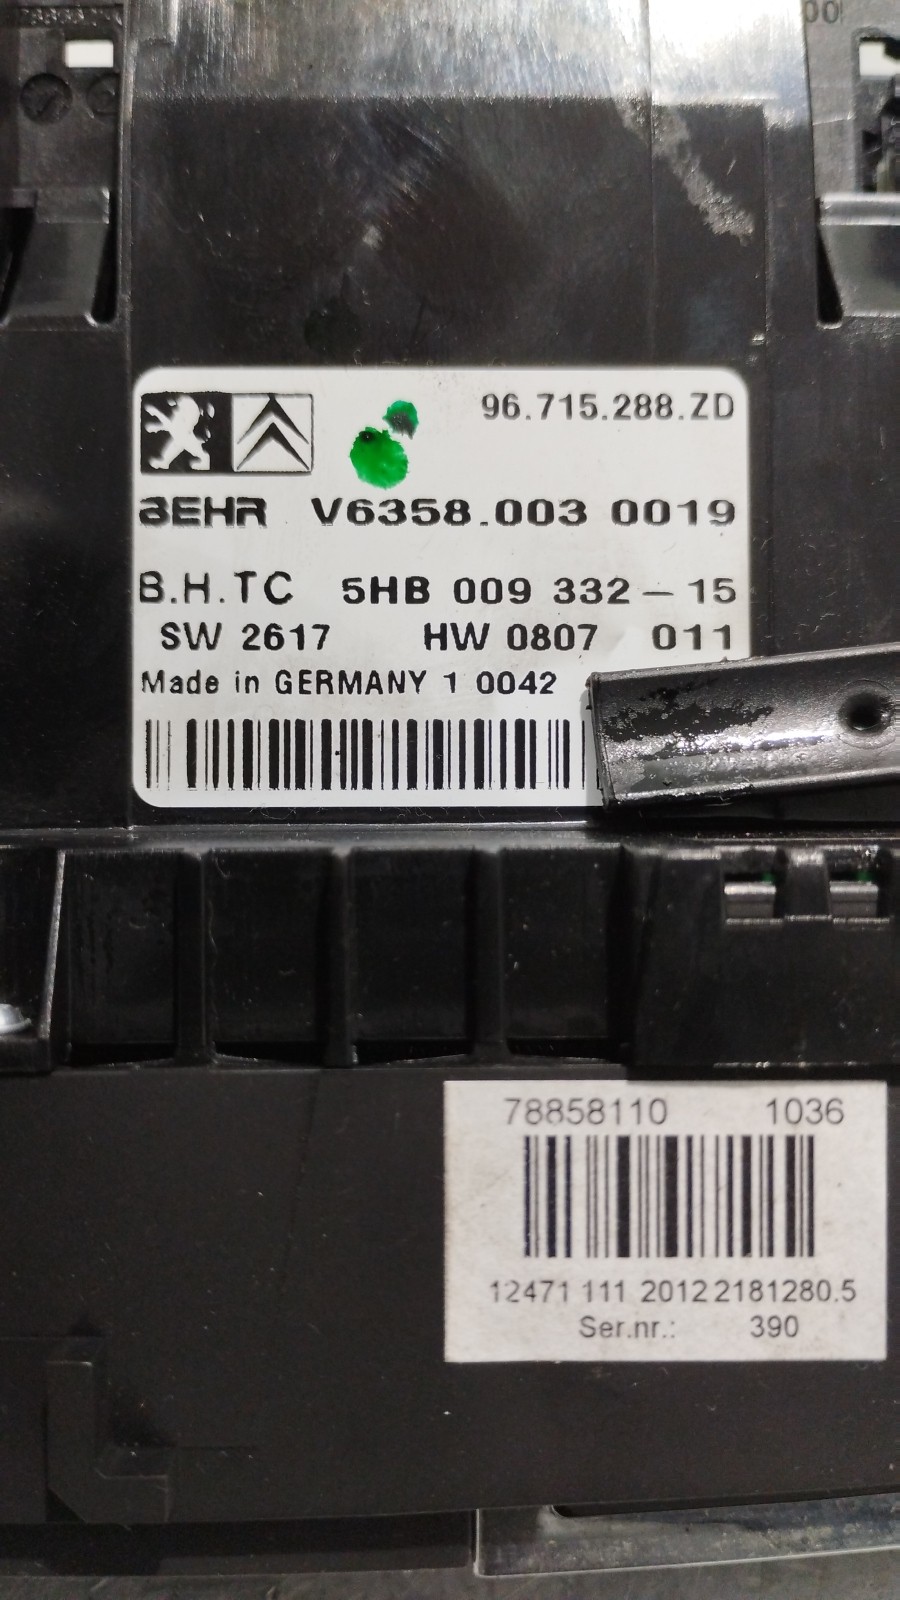 96.715.288.ZD
BEHR V6358.003 0019
B.H.TC 5HB 009 332-15
SW 2617 HW 0807 011
Made in GERMANY 1 0042
78858110 1036
12471 111 2012 2181280.5
Ser.nr.: 390